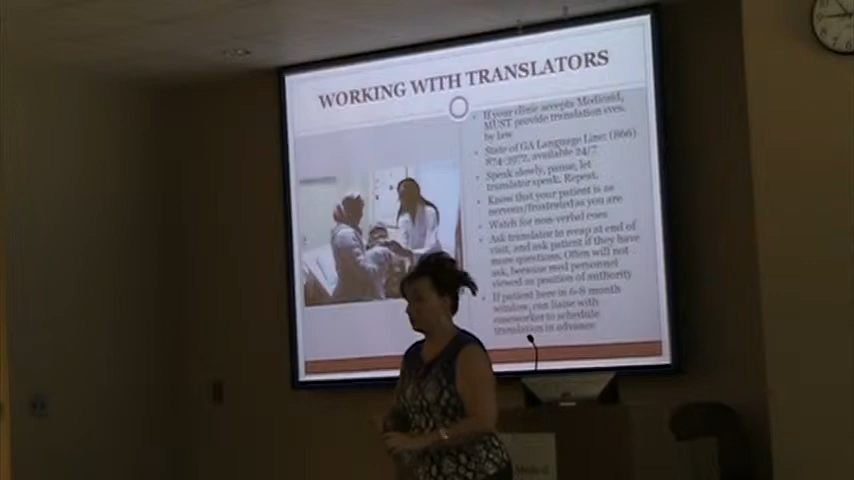 WORKING WITH TRANSLATORS
If your clinic accepts Medicaid,
MUST provide translation svcs.
by law
State of GA Language Line: (866)
874-3972, available 24/7
Speak slowly, pause, let
translator speak. Repeat.
Know that your patient is as
nervous/frustrated as you are
Watch for non-verbal cues
Ask translator to recap at end of
visit, and ask patient if they have
more questions. Often will not
ask, because med personnel
viewed as position of authority
If patient here in 6-8 month
window, can liaise with
caseworker to schedule
translation in advance
Medical